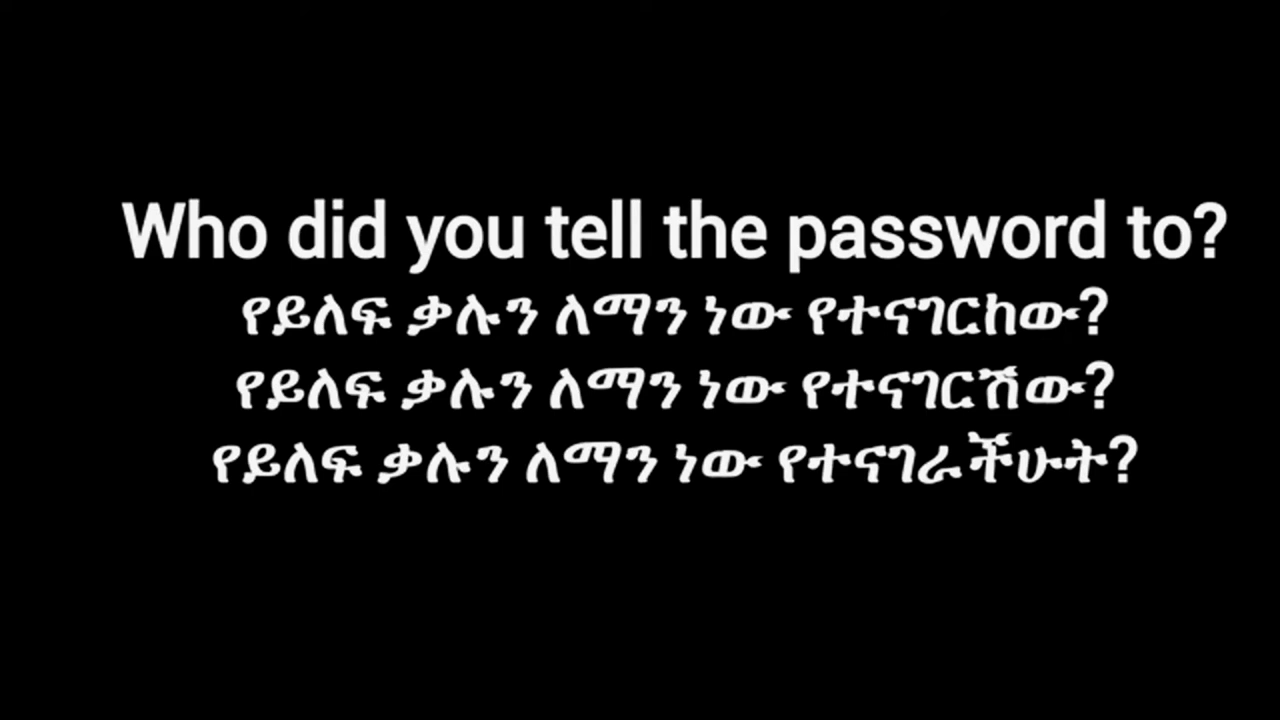 Who did you tell the password to?
የይለፍ ቃሉን ለማን ነው የተናገርከው?
የይለፍ ቃሉን ለማን ነው የተናገርሽው?
የይለፍ ቃሉን ለማን ነው የተናገራችሁት?